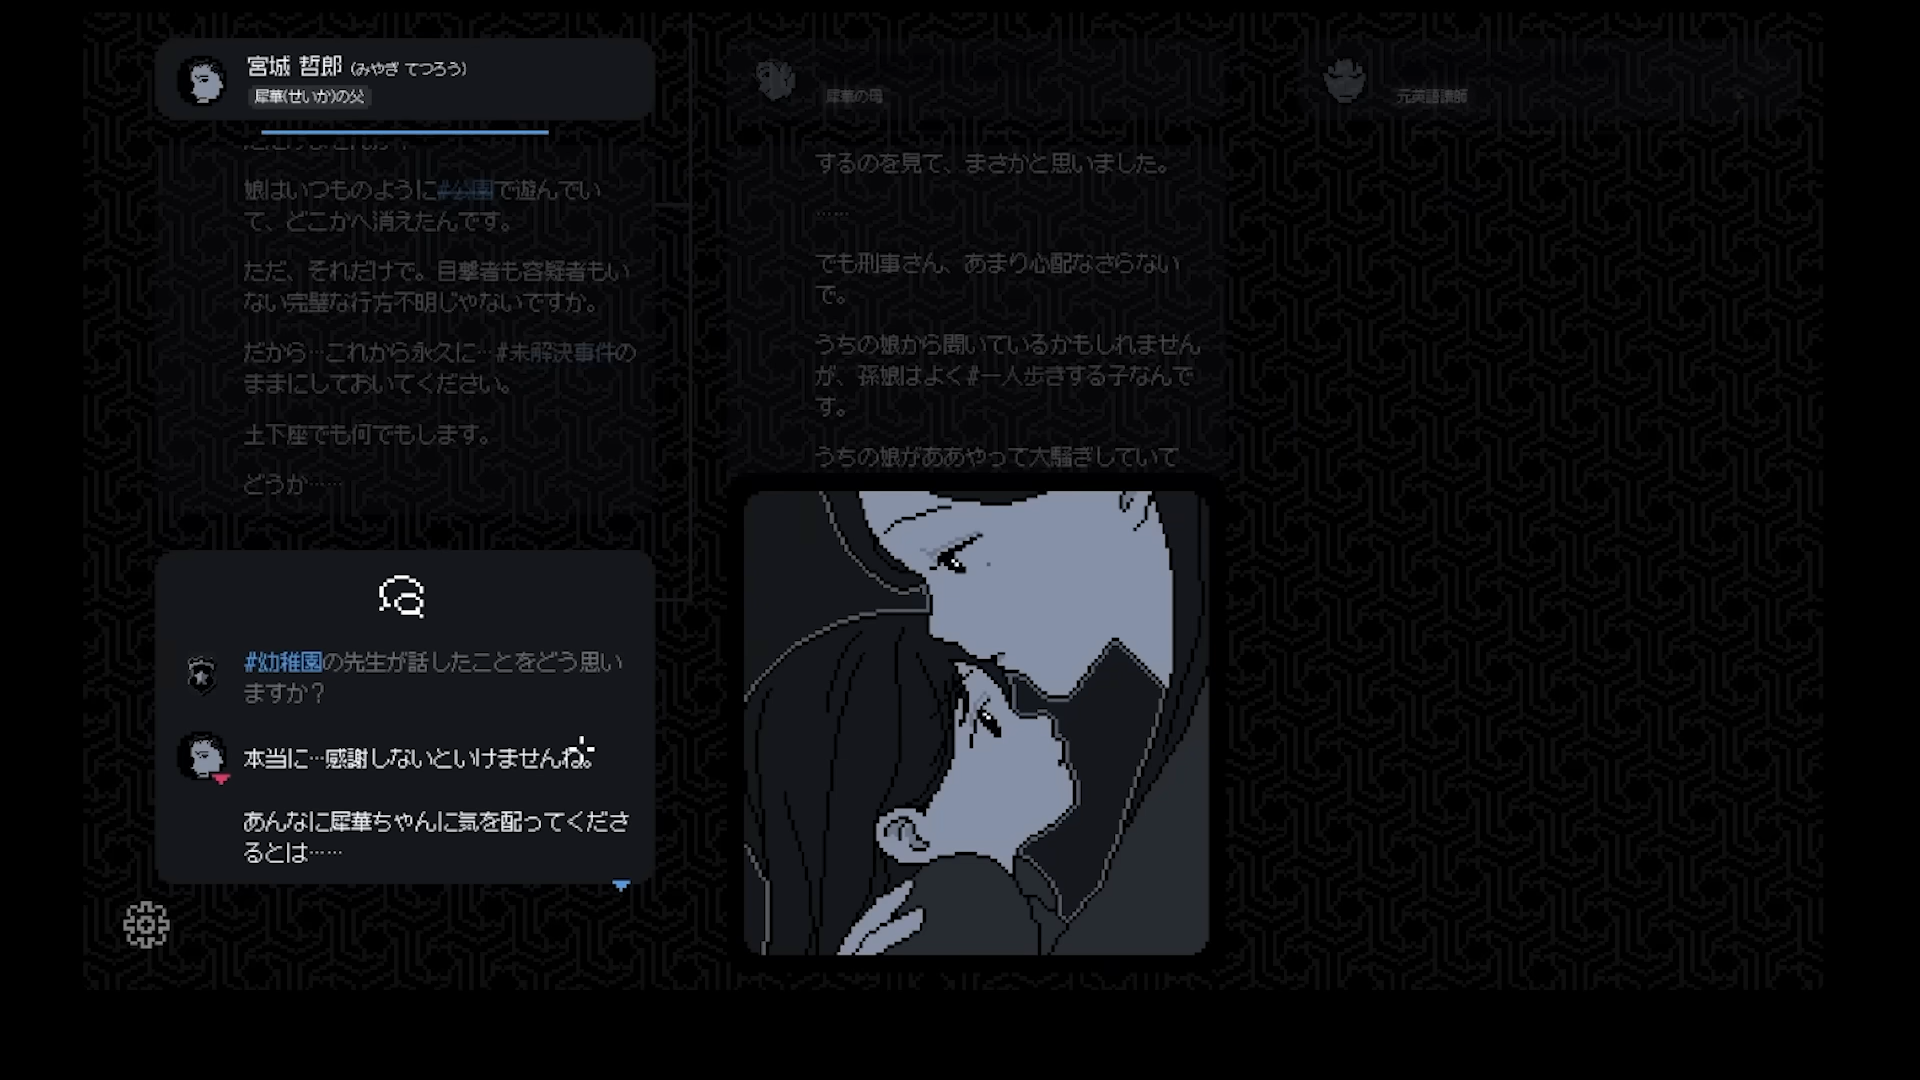 宮城 哲郎 (みやぎ てつろう)
犀華(せいか)の父
娘はいつものように#公園で遊んでい
て、どこかへ消えたんです。
ただ、それだけで。目撃者も容疑者もい
ない完璧な行方不明じゃないですか。
だから…これから永久に…#未解決事件の
ままにしておいてください。
土下座でも何でもします。
どうか……
#幼稚園の先生が話したことをどう思い
ますか？
本当に…感謝しないといけませんね。
あんなに犀華ちゃんに気を配ってくださ
るとは……
犀華の母
するのを見て、まさかと思いました。
……
でも刑事さん、あまり心配なさらない
で。
うちの娘から聞いているかもしれません
が、孫娘はよく#一人歩きする子なんで
す。
うちの娘がああやって大騒ぎしていて
元英語講師